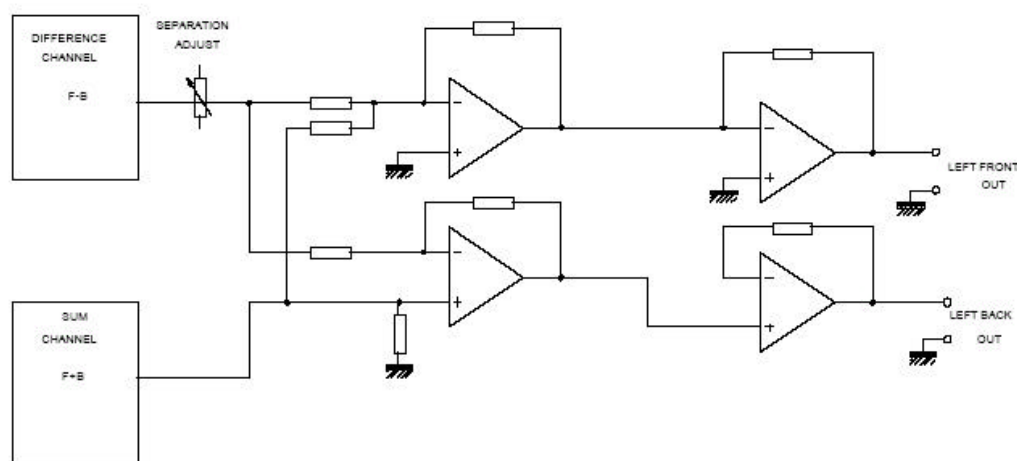 DIFFERENCE
CHANNEL
F-B
SEPARATION
ADJUST
-
+
-
+
LEFT FRONT
OUT
-
+
-
+
SUM
CHANNEL
F+B
LEFT BACK
OUT